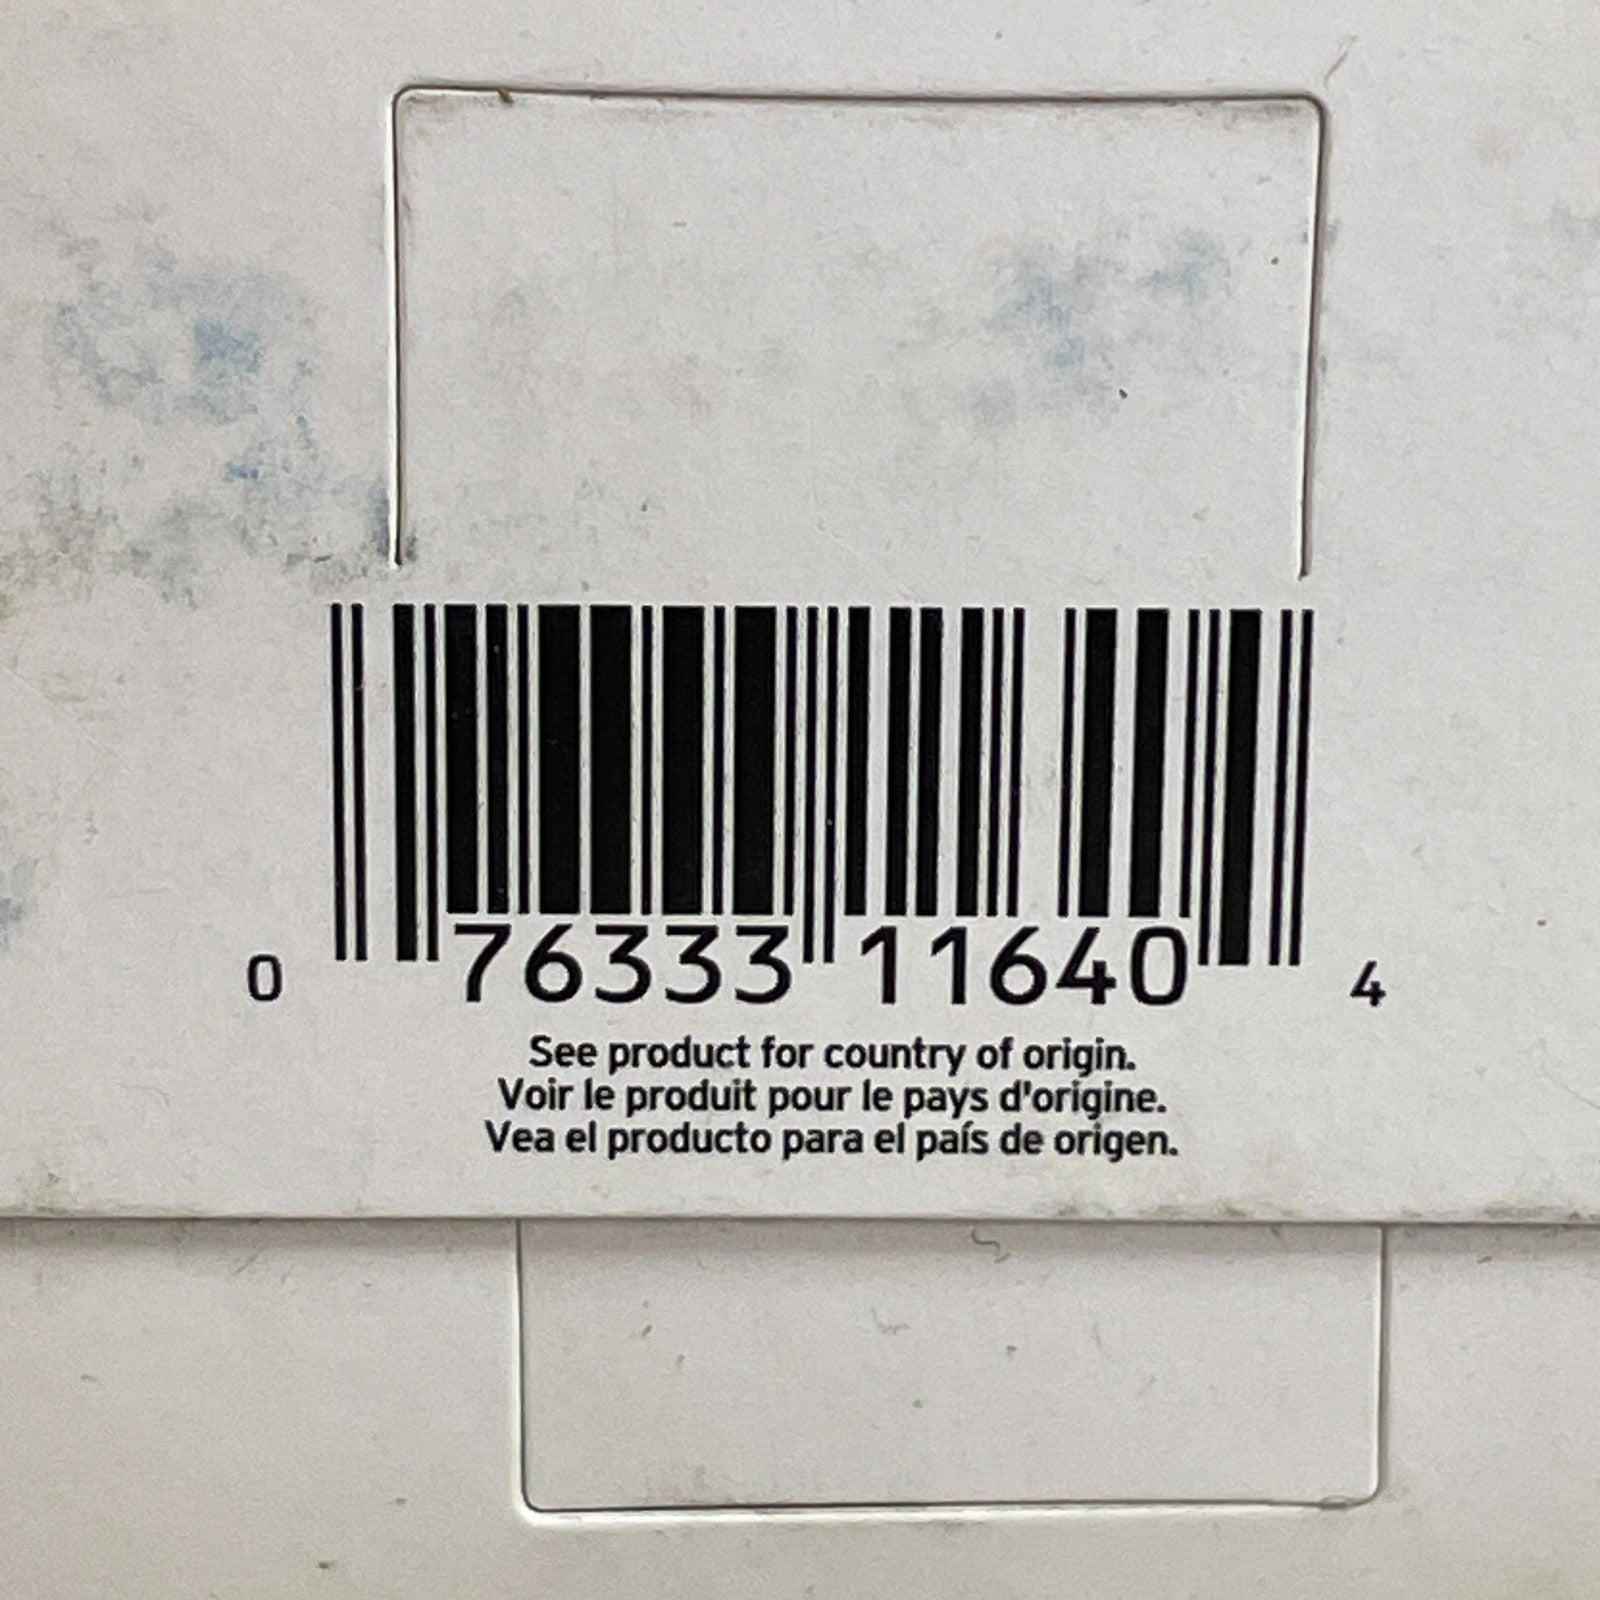 0 76333 11640 4
See product for country of origin.
Voir le produit pour le pays d'origine.
Vea el producto para el país de origen.